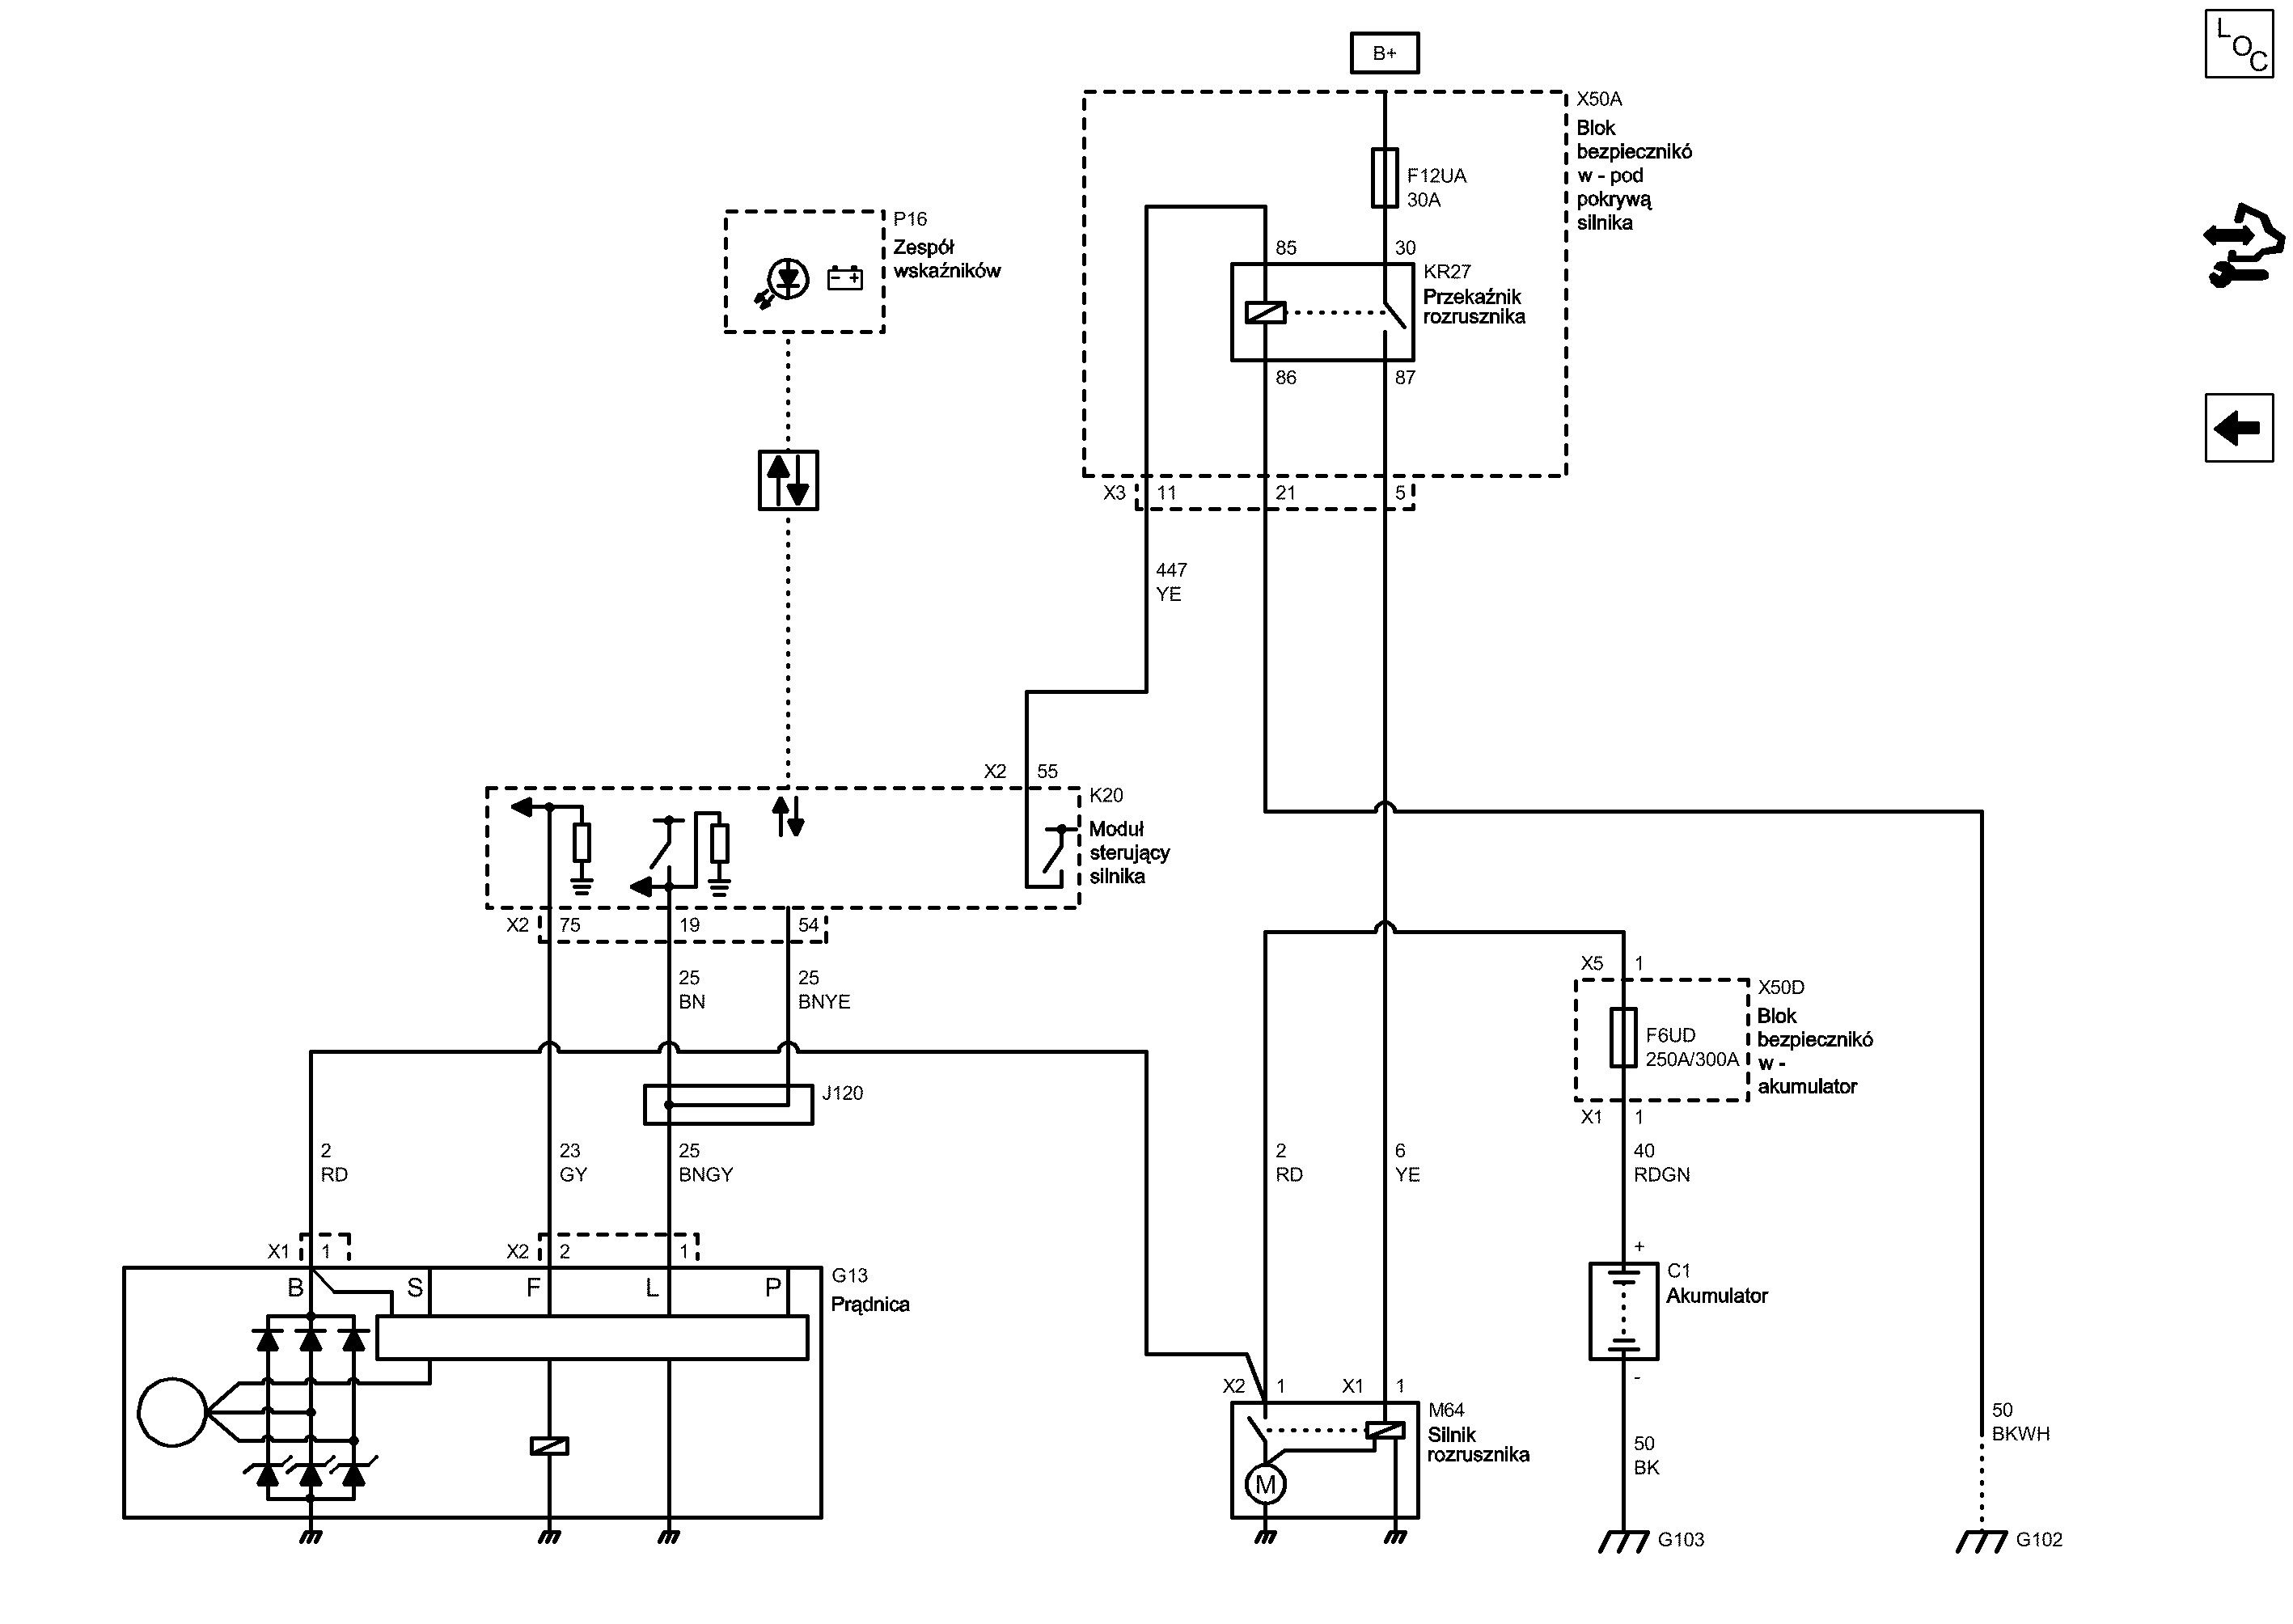 LOC
B+
X50A
Blok
bezpiecznikó
w - pod
pokrywą
silnika
F12UA
30A
P16
Zespół
wskaźników
- +
85
30
KR27
Przekaźnik
rozrusznika
86
87
X3
11
21
5
447
YE
X2
55
K20
Moduł
sterujący
silnika
X2
75
19
54
25
BN
25
BNYE
X5
1
X50D
Blok
bezpiecznikó
w -
akumulator
F6UD
250A/300A
X1
1
J120
2
RD
23
GY
25
BNGY
2
RD
6
YE
40
RDGN
X1
1
X2
2
1
B
S
F
L
P
G13
Prądnica
+
C1
Akumulator
-
X2
1
X1
1
M64
Silnik
rozrusznika
M
50
BK
50
BKWH
G103
G102